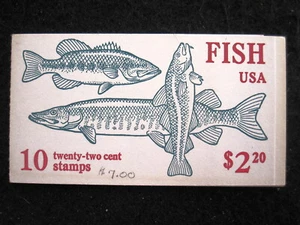 FISH
USA
10 twenty-two cent
stamps
$2.20
$7.00